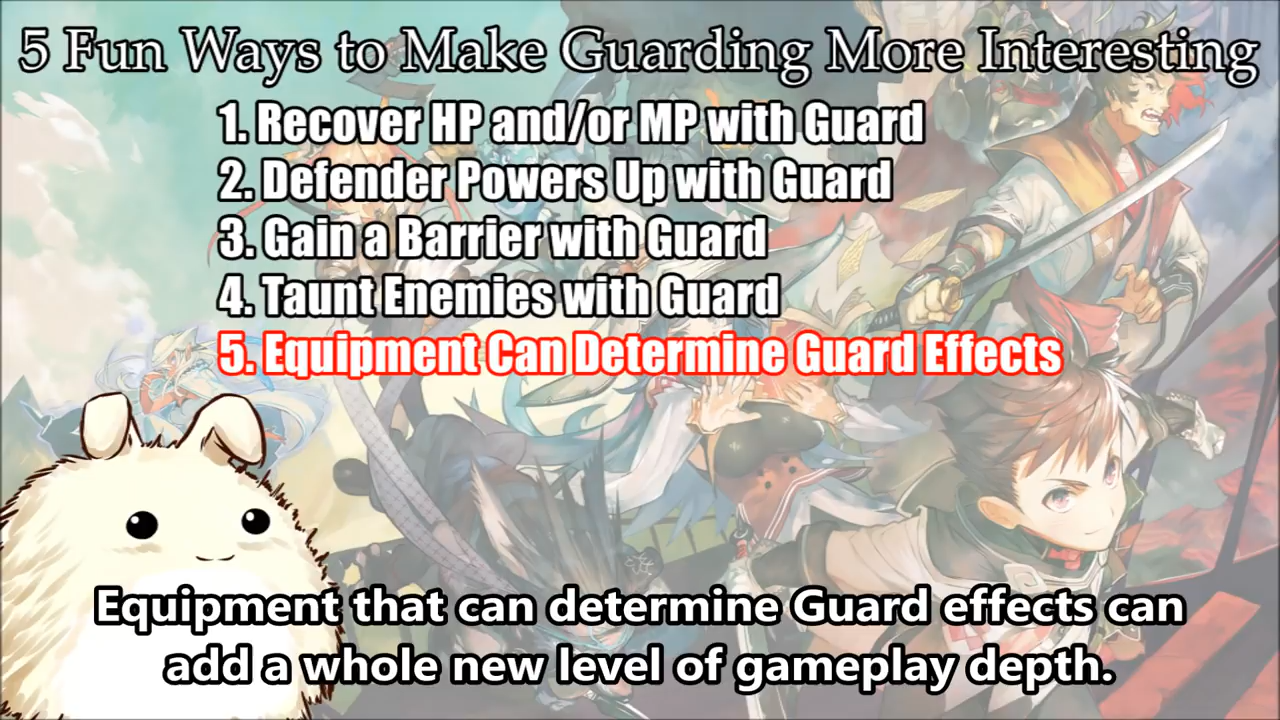 5 Fun Ways to Make Guarding More Interesting
1. Recover HP and/or MP with Guard
2. Defender Powers Up with Guard
3. Gain a Barrier with Guard
4. Taunt Enemies with Guard
5. Equipment Can Determine Guard Effects
Equipment that can determine Guard effects can
add a whole new level of gameplay depth.